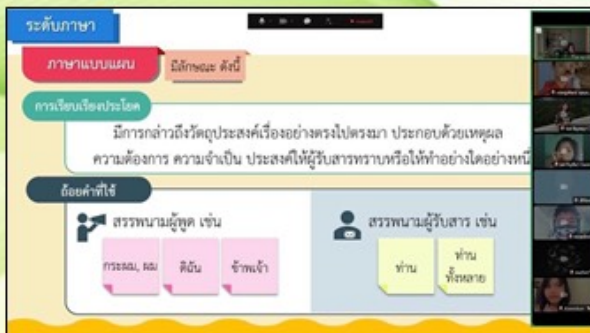 ระดับภาษา
ภาษาแบบแผน
มีลักษณะ ดังนี้
การเรียบเรียงประโยค
มีการกล่าวถึงวัตถุประสงค์เรื่องอย่างตรงไปตรงมา ประกอบด้วยเหตุผล
ความต้องการ ความจำเป็น ประสงค์ให้ผู้รับสารทราบหรือให้ทำอย่างใดอย่างหนึ่
ถ้อยคำที่ใช้
สรรพนามผู้พูด เช่น
กระผม, ผม
ดิฉัน
ข้าพเจ้า
สรรพนามผู้รับสาร เช่น
ท่าน
ท่าน
ทั้งหลาย